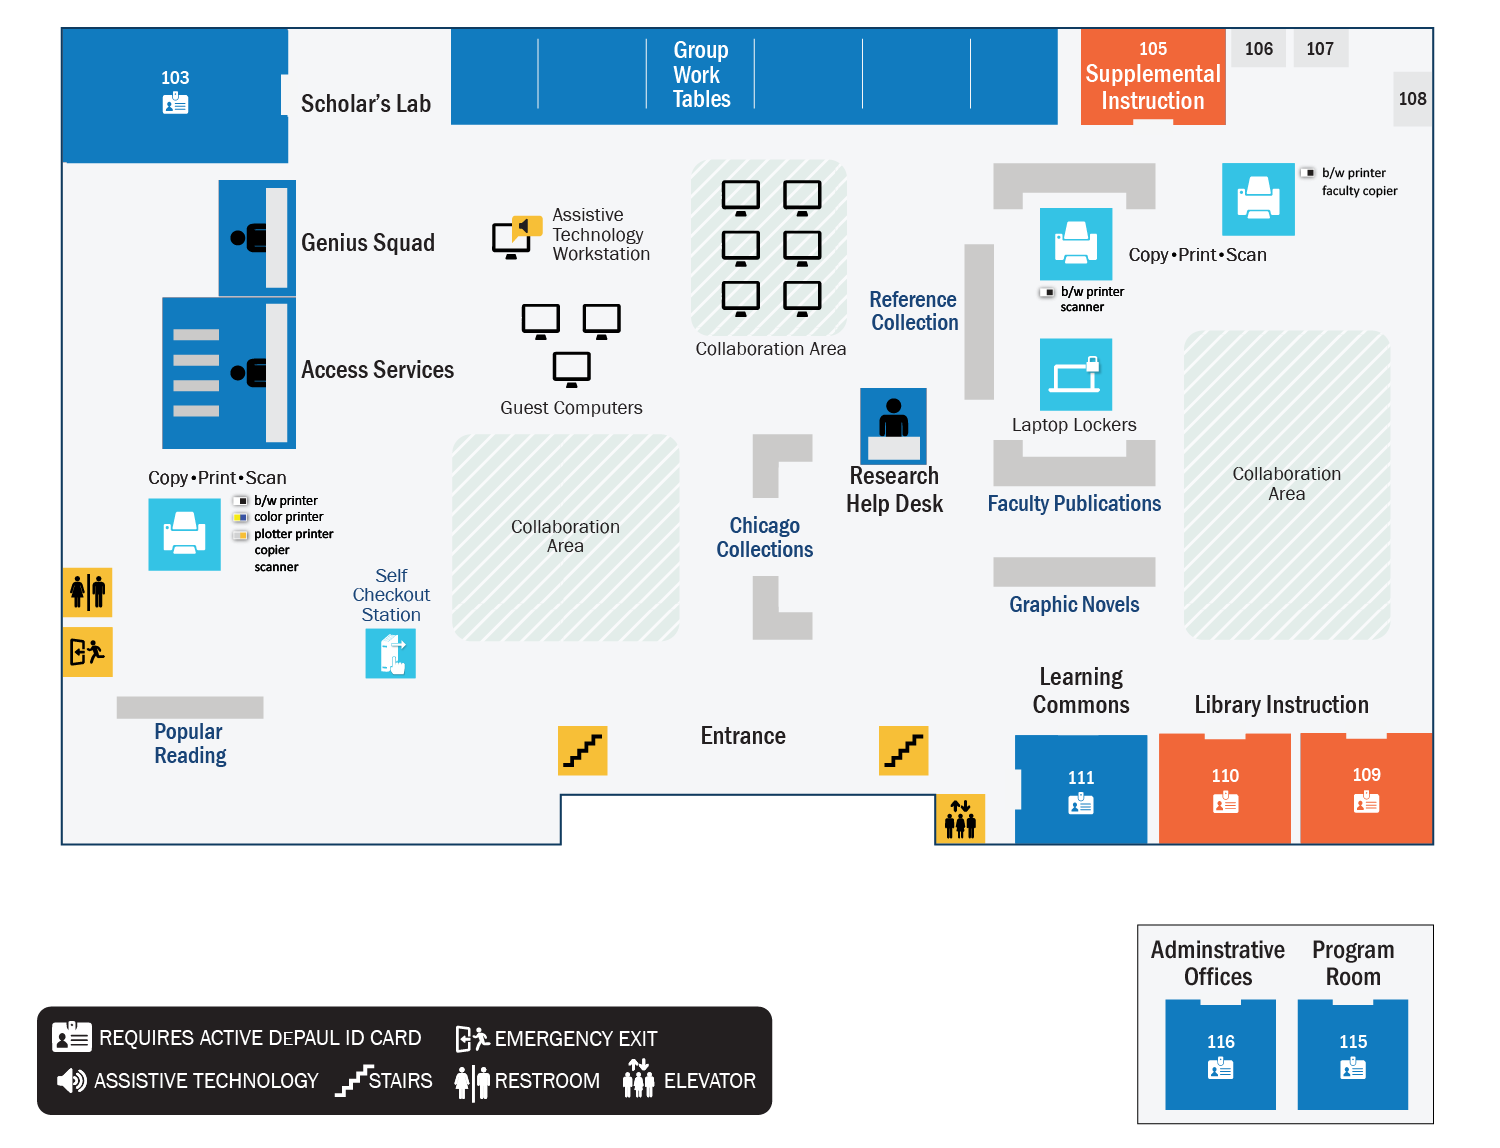 103
Scholar's Lab
Group
Work
Tables
105
Supplemental
Instruction
106
107
108
Genius Squad
Assistive
Technology
Workstation
b/w printer
faculty copier
Copy•Print•Scan
b/w printer
scanner
Reference
Collection
Collaboration Area
Access Services
Guest Computers
Laptop Lockers
Copy•Print•Scan
b/w printer
color printer
plotter printer
copier
scanner
Research
Help Desk
Faculty Publications
Collaboration
Area
Collaboration
Area
Chicago
Collections
Self
Checkout
Station
Graphic Novels
Popular
Reading
Entrance
Learning
Commons
Library Instruction
111
110
109
Adminstrative
Offices
Program
Room
116
115
REQUIRES ACTIVE DEPAUL ID CARD
EMERGENCY EXIT
ASSISTIVE TECHNOLOGY
STAIRS
RESTROOM
ELEVATOR